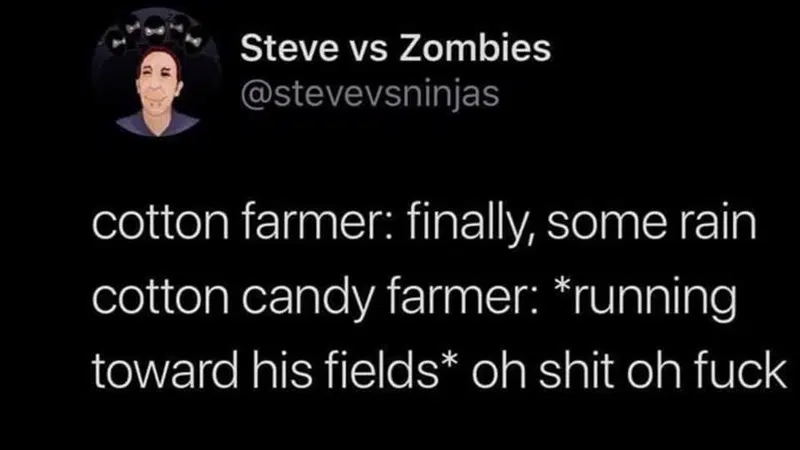 Steve vs Zombies
@stevevsninjas
cotton farmer: finally, some rain
cotton candy farmer: *running
toward his fields* oh shit oh fuck